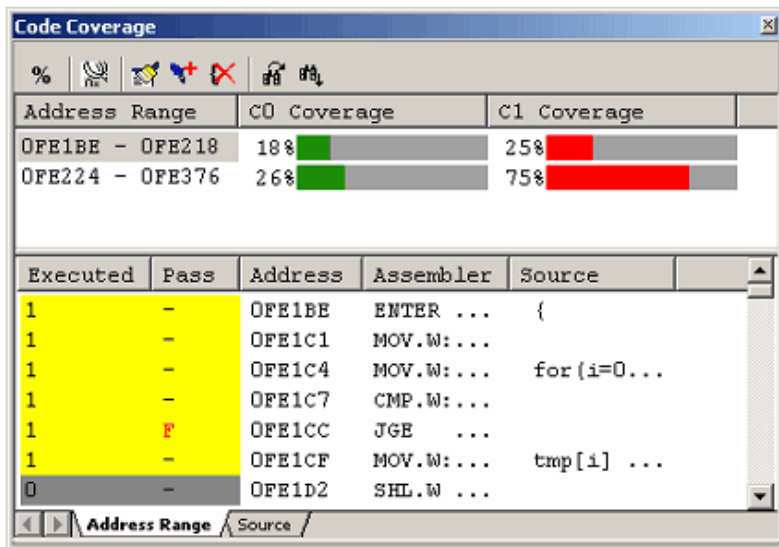 Code Coverage
%
Address Range C0 Coverage C1 Coverage
0FE1BE - 0FE218 18% 25%
0FE224 - 0FE376 26% 75%
Executed Pass Address Assembler Source
1 - 0FE1BE ENTER ... {
1 - 0FE1C1 MOV.W:...
1 - 0FE1C4 MOV.W:... for(i=0...
1 - 0FE1C7 CMP.W:...
1 F 0FE1CC JGE ...
1 - 0FE1CF MOV.W:... tmp[i] ...
0 - 0FE1D2 SHL.W ...
Address Range Source